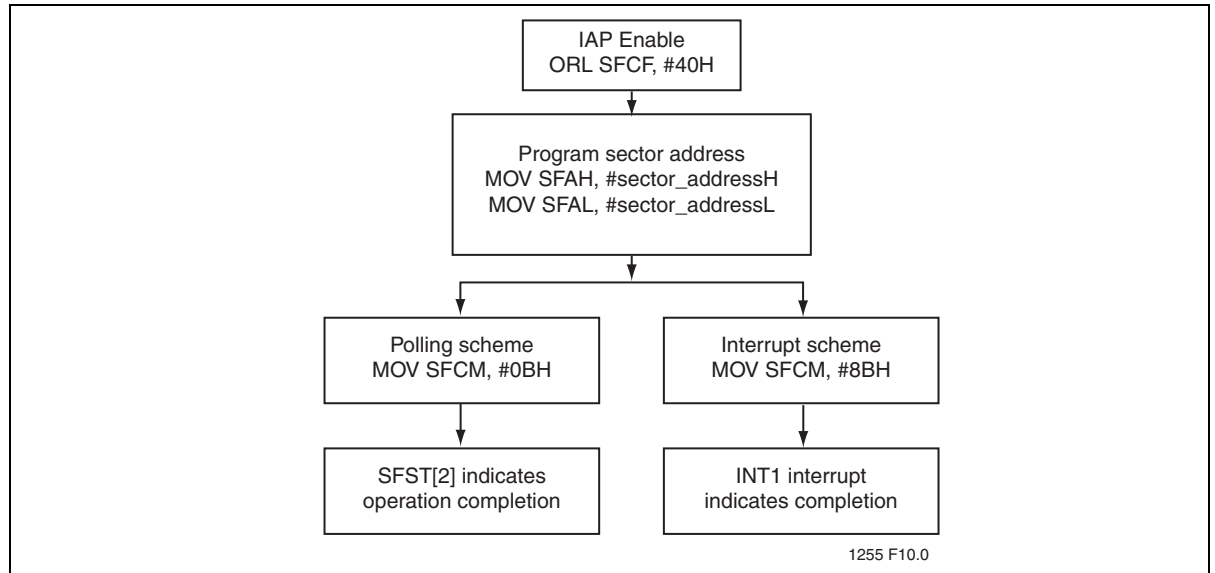 IAP Enable
ORL SFCF, #40H
Program sector address
MOV SFAH, #sector_addressH
MOV SFAL, #sector_addressL
Polling scheme
MOV SFCM, #0BH
Interrupt scheme
MOV SFCM, #8BH
SFST[2] indicates
operation completion
INT1 interrupt
indicates completion
1255 F10.0